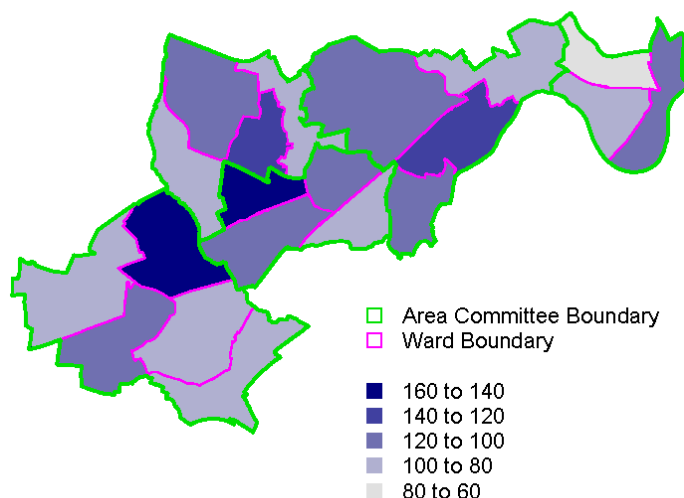 Area Committee Boundary
Ward Boundary
160 to 140
140 to 120
120 to 100
100 to 80
80 to 60